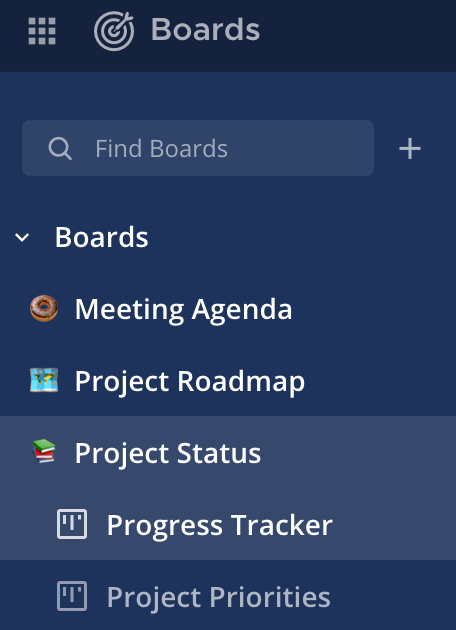 Boards
Find Boards
Boards
Meeting Agenda
Project Roadmap
Project Status
Progress Tracker
Project Priorities